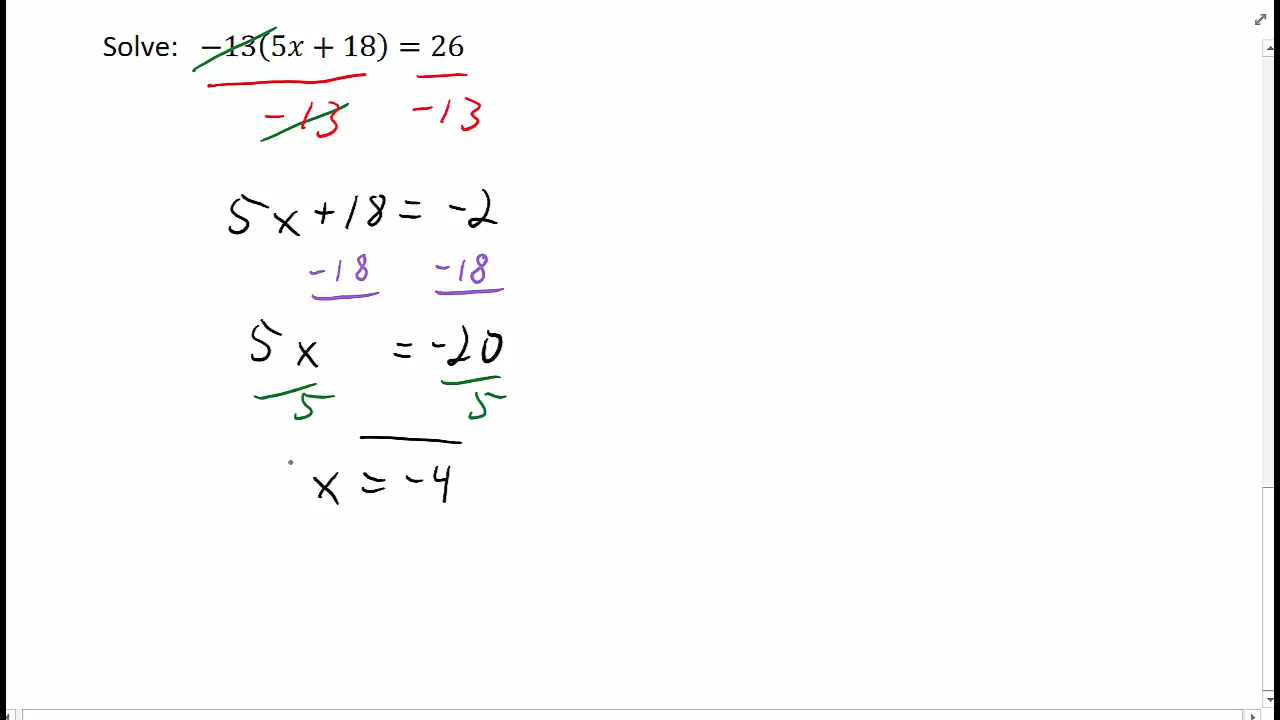 Solve: −13(5x + 18) = 26
-13 -13
5x +18 = -2
-18 -18
5x = -20
5 5
x = -4